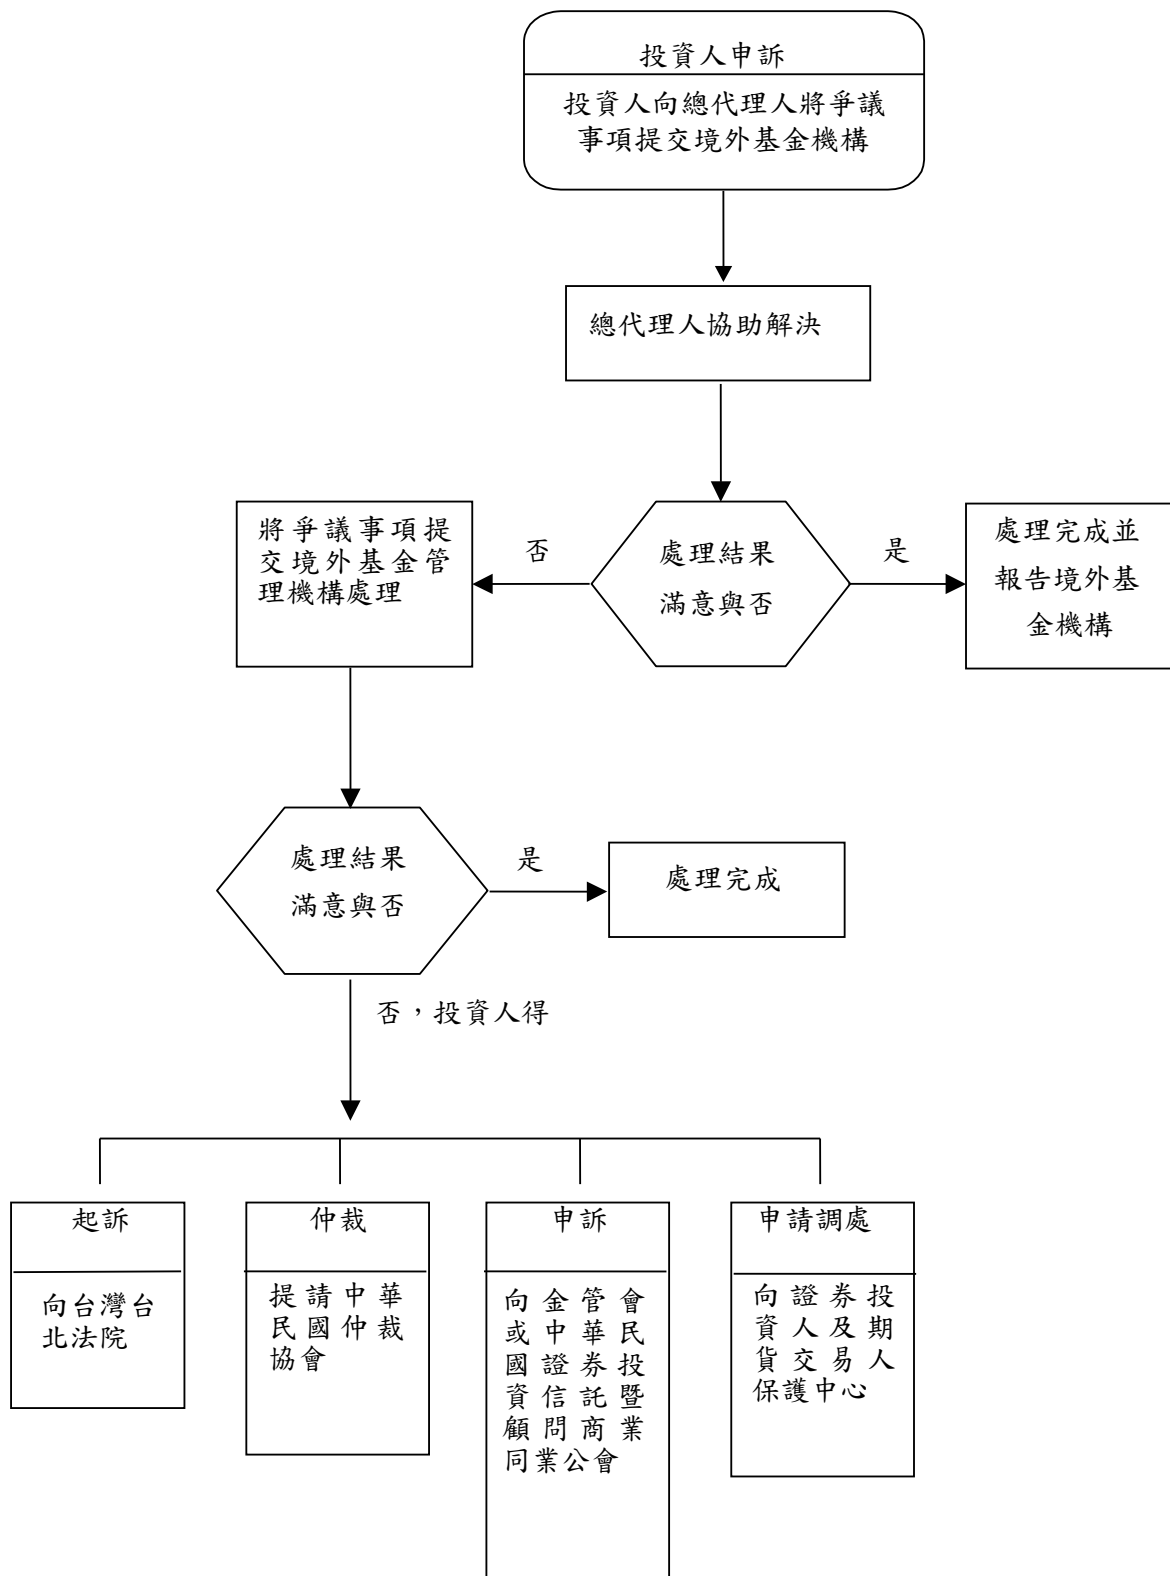 投資人申訴
投資人向總代理人將爭議
事項提交境外基金機構
總代理人協助解決
將爭議事項提
交境外基金管
理機構處理
否
處理結果
滿意與否
是
處理完成並
報告境外基
金機構
處理結果
滿意與否
是
處理完成
否，投資人得
起訴
向台灣台
北法院
仲裁
提請中華
民國仲裁
協會
申訴
向金管會
或中華民
國證券投
資信託暨
顧問商業
同業公會
申請調處
向證券投
資人及期
貨交易人
保護中心